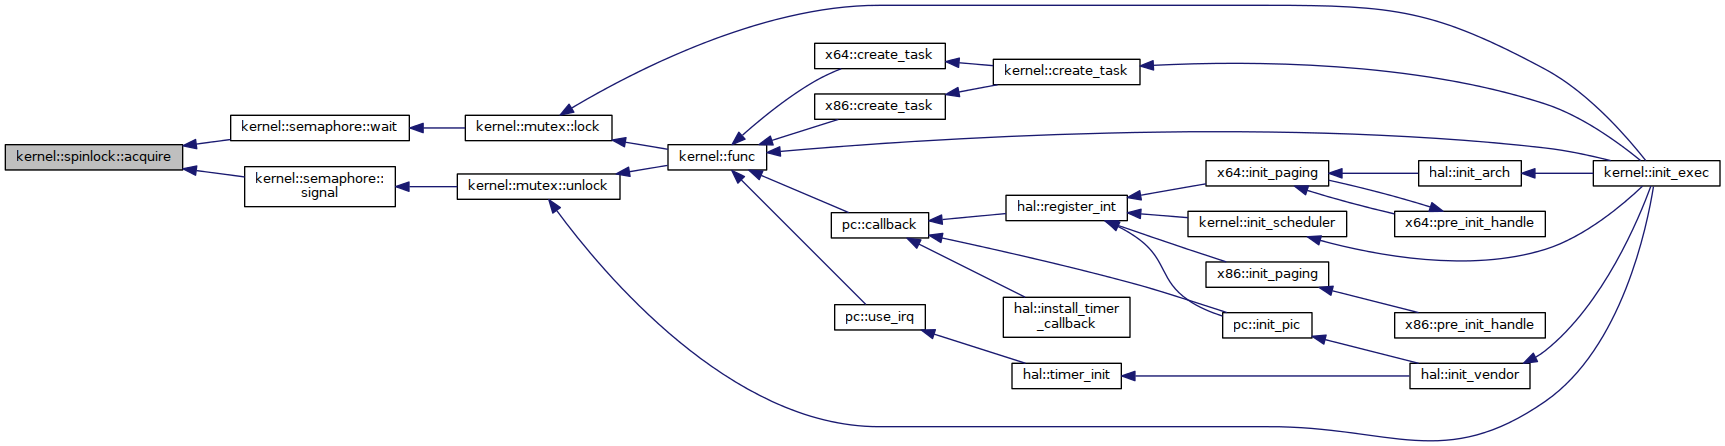 kernel::spinlock::acquire
kernel::semaphore::wait
kernel::semaphore::
signal
kernel::mutex::lock
kernel::mutex::unlock
kernel::func
x64::create_task
x86::create_task
kernel::create_task
pc::callback
pc::use_irq
hal::register_int
hal::install_timer
_callback
hal::timer_init
x64::init_paging
kernel::init_scheduler
x86::init_paging
pc::init_pic
hal::init_arch
x64::pre_init_handle
x86::pre_init_handle
hal::init_vendor
kernel::init_exec